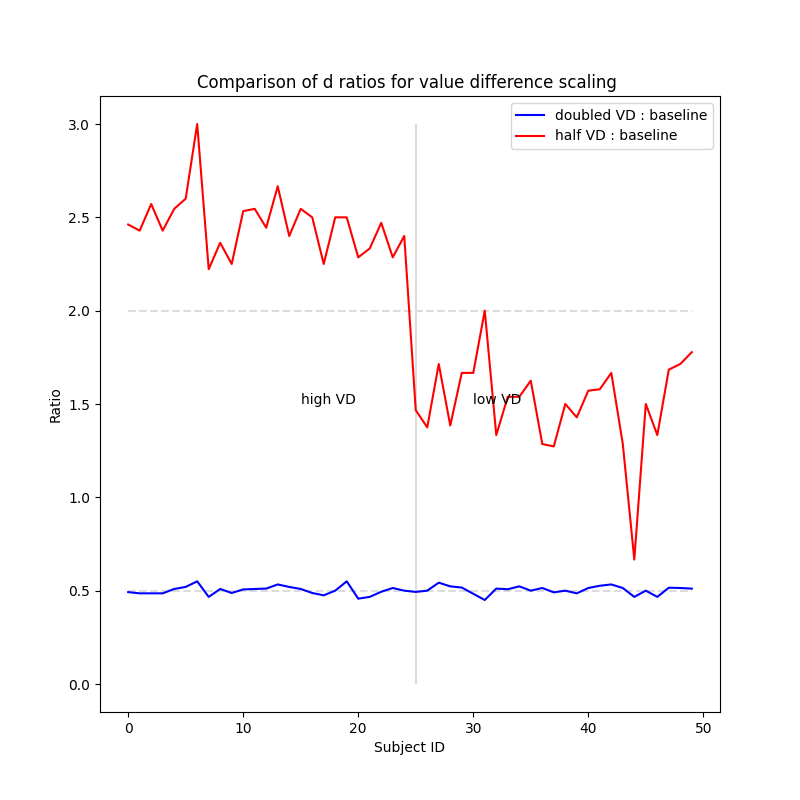 Comparison of d ratios for value difference scaling
doubled VD : baseline
half VD : baseline
3.0
2.5
2.0
1.5
1.0
0.5
0.0
Ratio
high VD
low VD
0
10
20
30
40
50
Subject ID